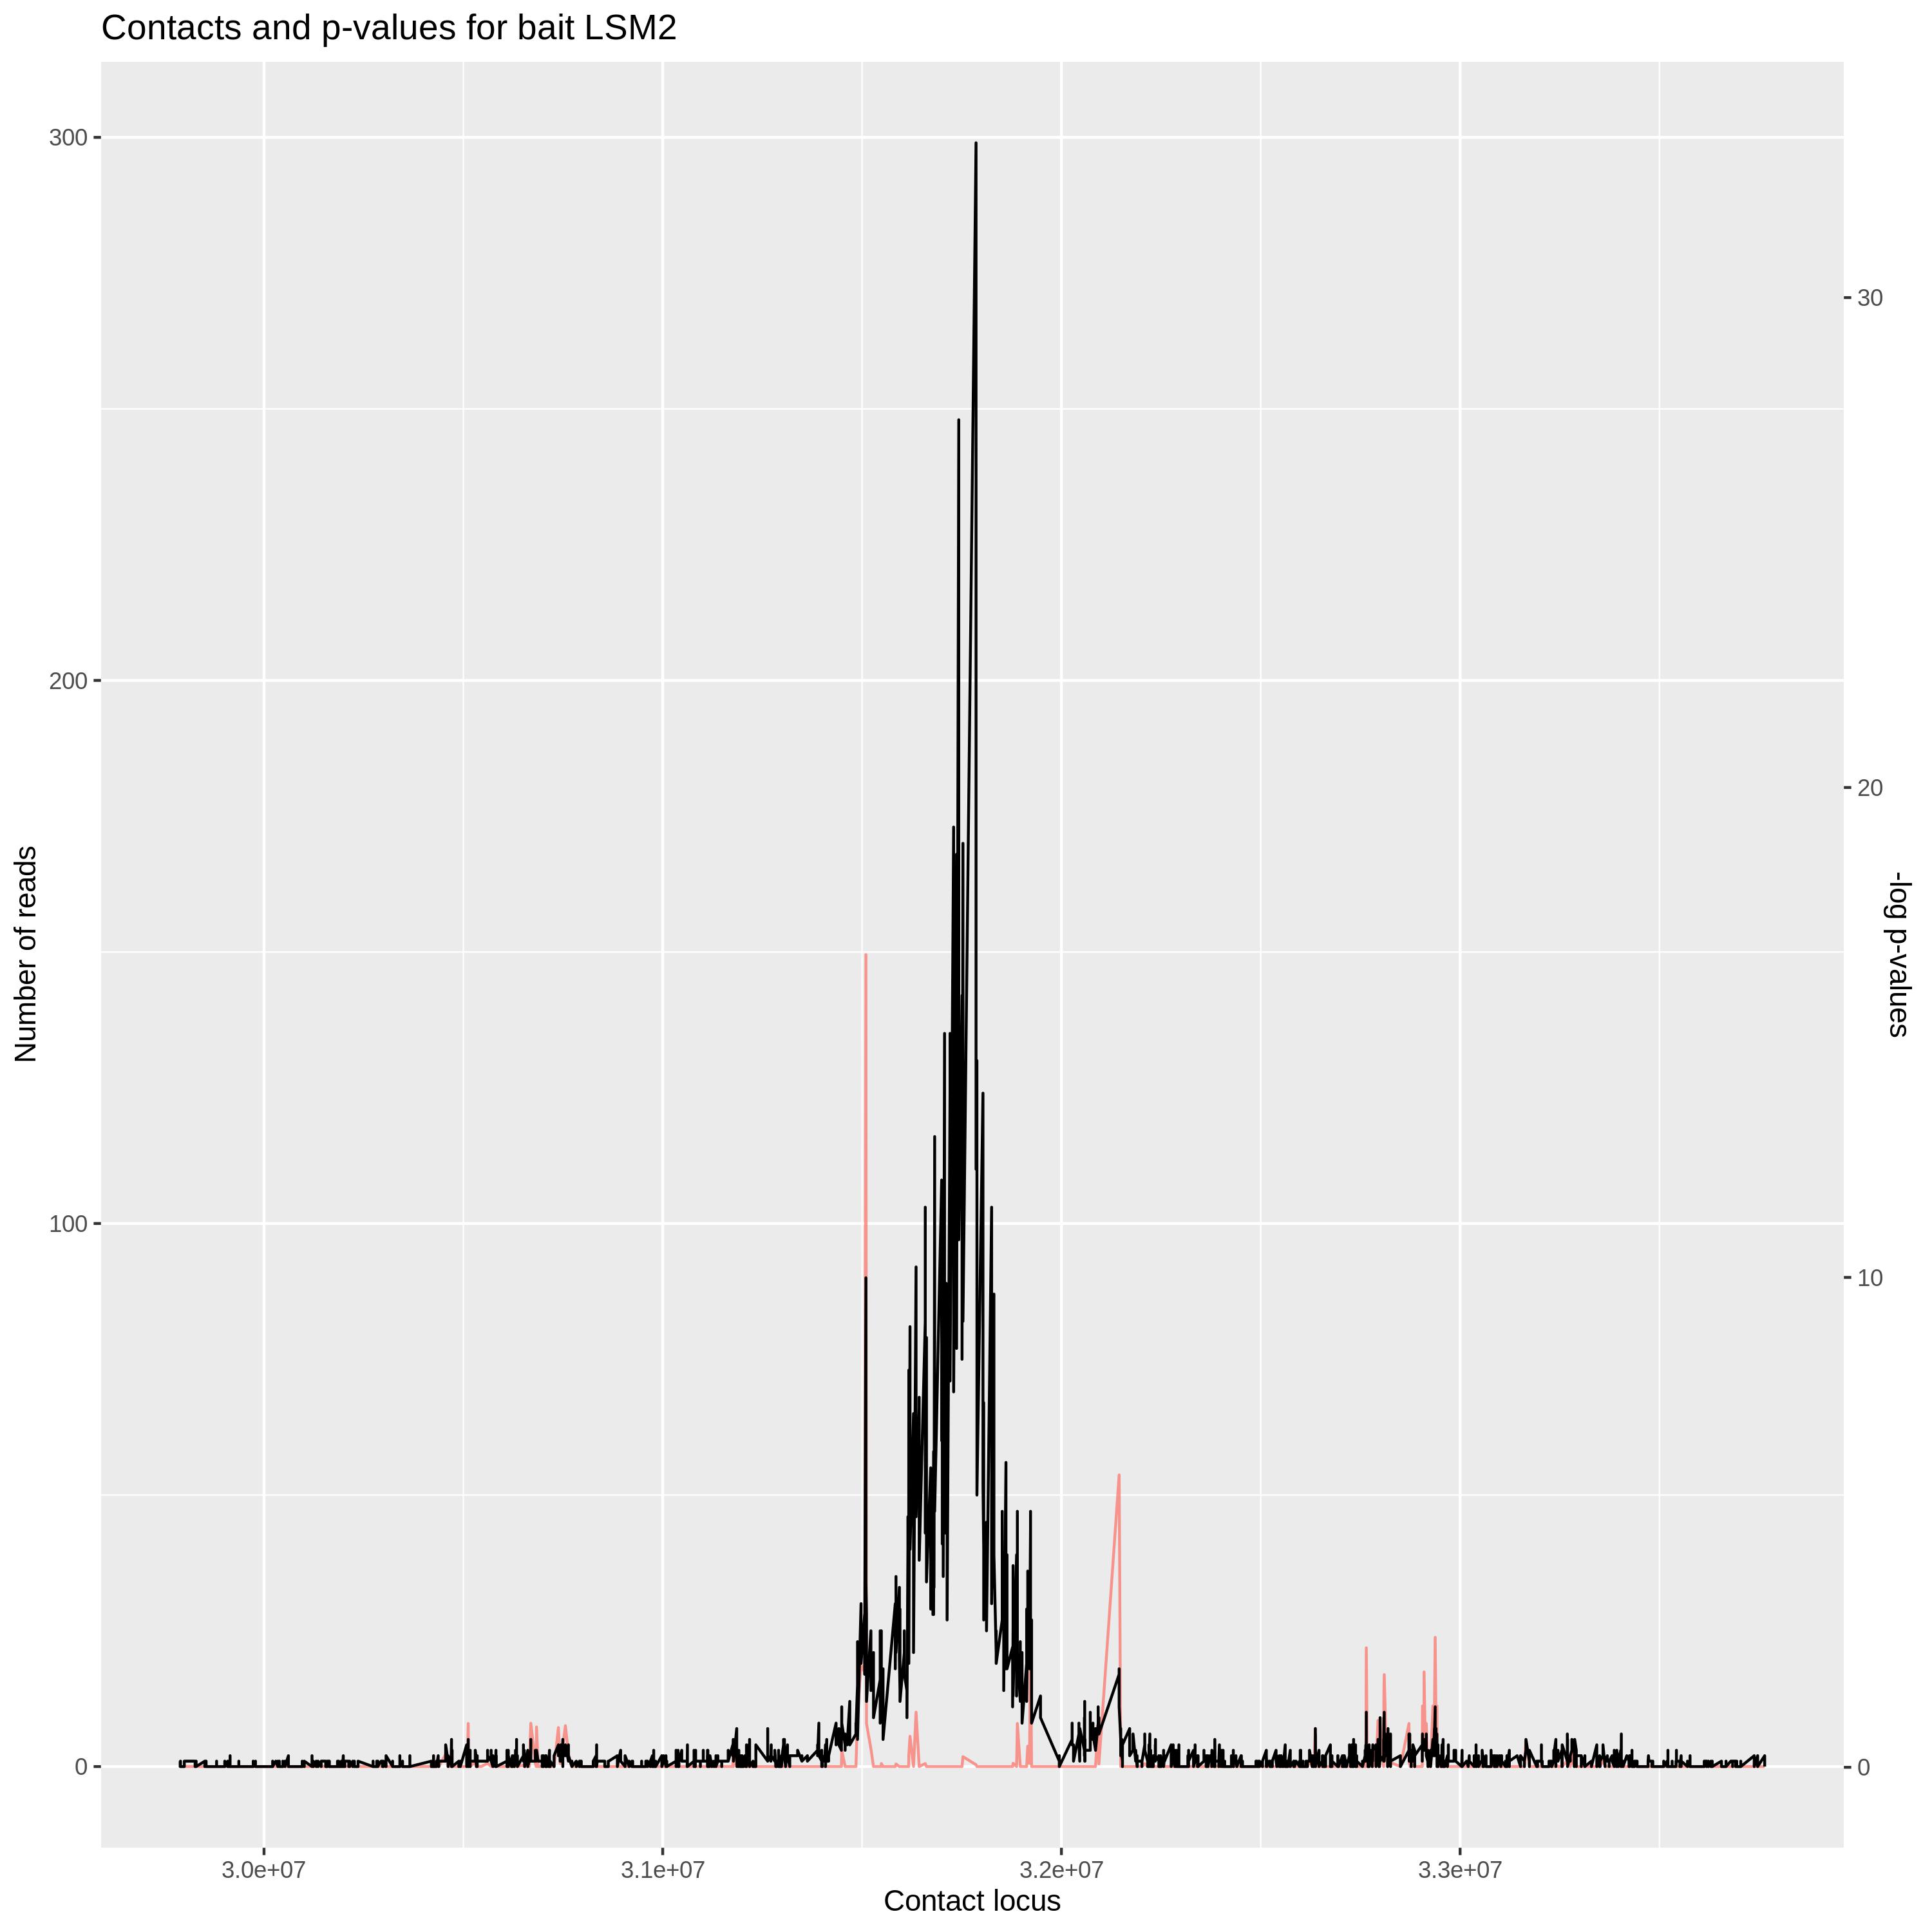 Contacts and p-values for bait LSM2
300
200
100
0
Number of reads
30
20
10
0
-log p-values
3.0e+07 3.1e+07 3.2e+07 3.3e+07
Contact locus